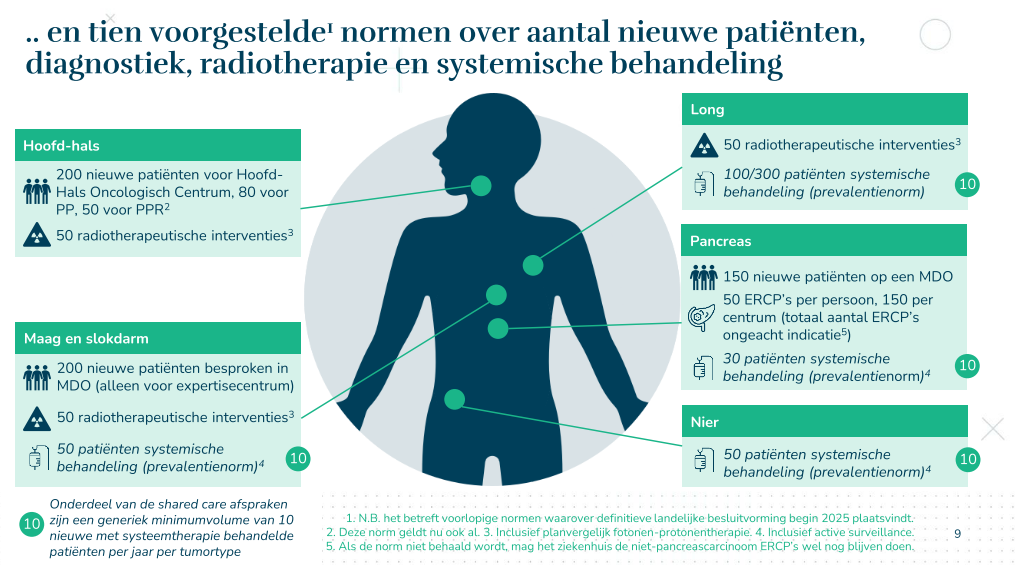 .. en tien voorgestelde¹ normen over aantal nieuwe patiënten,
diagnostiek, radiotherapie en systemische behandeling
Hoofd-hals
200 nieuwe patiënten voor Hoofd-
Hals Oncologisch Centrum, 80 voor
PP, 50 voor PPR²
50 radiotherapeutische interventies³
Maag en slokdarm
200 nieuwe patiënten besproken in
MDO (alleen voor expertisecentrum)
50 radiotherapeutische interventies³
50 patiënten systemische
behandeling (prevalentienorm)⁴
10
Long
50 radiotherapeutische interventies³
100/300 patiënten systemische
behandeling (prevalentienorm)
10
Pancreas
150 nieuwe patiënten op een MDO
50 ERCP's per persoon, 150 per
centrum (totaal aantal ERCP's
ongeacht indicatie⁵)
30 patiënten systemische
behandeling (prevalentienorm)⁴
10
Nier
50 patiënten systemische
behandeling (prevalentienorm)⁴
10
10
Onderdeel van de shared care afspraken
zijn een generiek minimumvolume van 10
nieuwe met systeemtherapie behandelde
patiënten per jaar per tumortype
1. N.B. het betreft voorlopige normen waarover definitieve landelijke besluitvorming begin 2025 plaatsvindt.
2. Deze norm geldt nu ook al. 3. Inclusief planvergelijk fotonen-protonentherapie. 4. Inclusief active surveillance.
5. Als de norm niet behaald wordt, mag het ziekenhuis de niet-pancreascarcinoom ERCP's wel nog blijven doen.
9